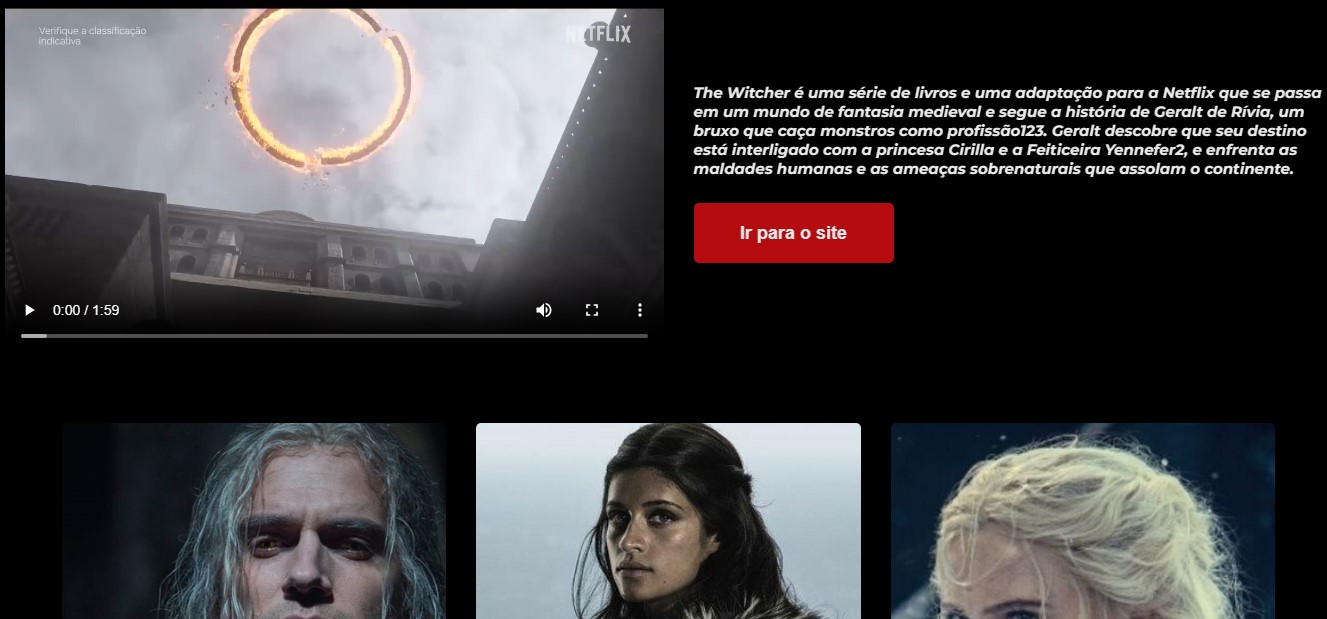 Verifique a classificação
indicativa
NETFLIX
The Witcher é uma série de livros e uma adaptação para a Netflix que se passa
em um mundo de fantasia medieval e segue a história de Geralt de Rívia, um
bruxo que caça monstros como profissão123. Geralt descobre que seu destino
está interligado com a princesa Cirilla e a Feiticeira Yennefer2, e enfrenta as
maldades humanas e as ameaças sobrenaturais que assolam o continente.
Ir para o site
0:00 / 1:59